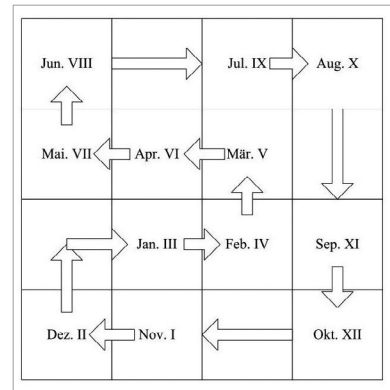 Jun. VIII
Jul. IX
Aug. X
Mai. VII
Apr. VI
Mär. V
Jan. III
Feb. IV
Sep. XI
Dez. II
Nov. I
Okt. XII